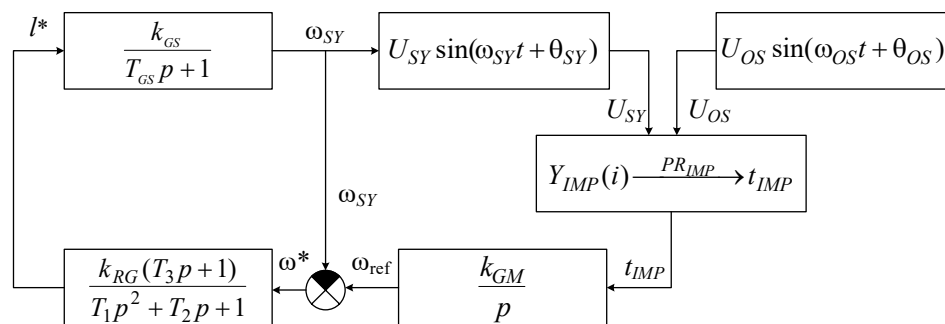 l*
k_GS
T_GS p + 1
ω_SY
U_SY sin(ω_SY t + θ_SY)
U_OS sin(ω_OS t + θ_OS)
U_SY
U_OS
Y_IMP(i) —PR_IMP→ t_IMP
ω_SY
k_RG(T_3 p + 1)
T_1 p^2 + T_2 p + 1
ω*
ω_ref
k_GM
p
t_IMP